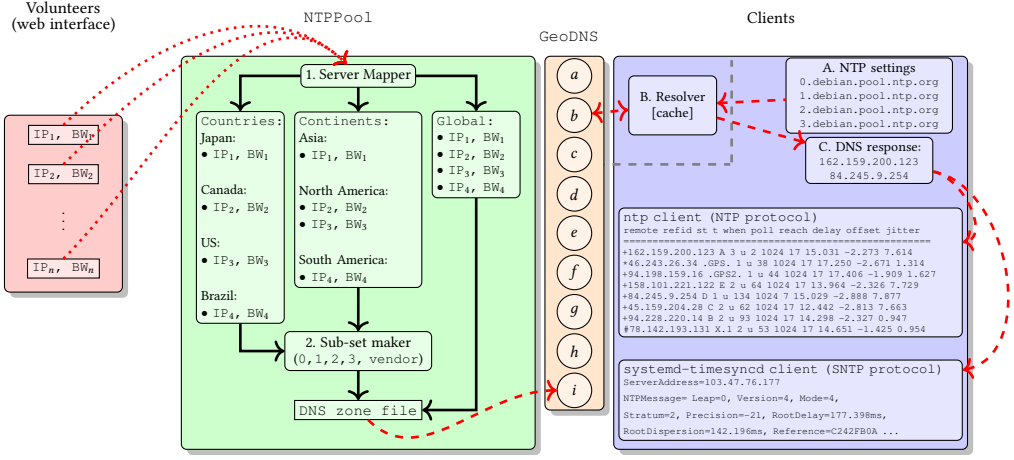 Volunteers
(web interface)
IP1, BW1
IP2, BW2
⋮
IPn, BWn
NTPPool
1. Server Mapper
Countries:
Japan:
• IP1, BW1
Canada:
• IP2, BW2
US:
• IP3, BW3
Brazil:
• IP4, BW4
Continents:
Asia:
• IP1, BW1
North America:
• IP2, BW2
• IP3, BW3
South America:
• IP4, BW4
Global:
• IP1, BW1
• IP2, BW2
• IP3, BW3
• IP4, BW4
2. Sub-set maker
(0,1,2,3, vendor)
DNS zone file
GeoDNS
a
b
c
d
e
f
g
h
i
Clients
B. Resolver
[cache]
A. NTP settings
0.debian.pool.ntp.org
1.debian.pool.ntp.org
2.debian.pool.ntp.org
3.debian.pool.ntp.org
C. DNS response:
162.159.200.123
84.245.9.254
ntp client (NTP protocol)
remote refid st t when poll reach delay offset jitter
==================================================
+162.159.200.123 A 3 u 2 1024 17 15.031 -2.273 7.614
*46.243.26.34 .GPS. 1 u 38 1024 17 17.250 -2.671 1.314
+94.198.159.16 .GPS2. 1 u 44 1024 17 17.406 -1.909 1.627
+158.101.221.122 E 2 u 64 1024 17 13.964 -2.326 7.729
+84.245.9.254 D 1 u 134 1024 7 15.029 -2.888 7.877
+45.159.204.28 C 2 u 62 1024 17 12.442 -2.813 7.663
+94.228.220.14 B 2 u 93 1024 17 14.298 -2.327 0.947
#78.142.193.131 X.1 2 u 53 1024 17 14.651 -1.425 0.954
systemd-timesyncd client (SNTP protocol)
ServerAddress=103.47.76.177
NTPMessage= Leap=0, Version=4, Mode=4,
Stratum=2, Precision=-21, RootDelay=177.398ms,
RootDispersion=142.196ms, Reference=C242FB0A ...